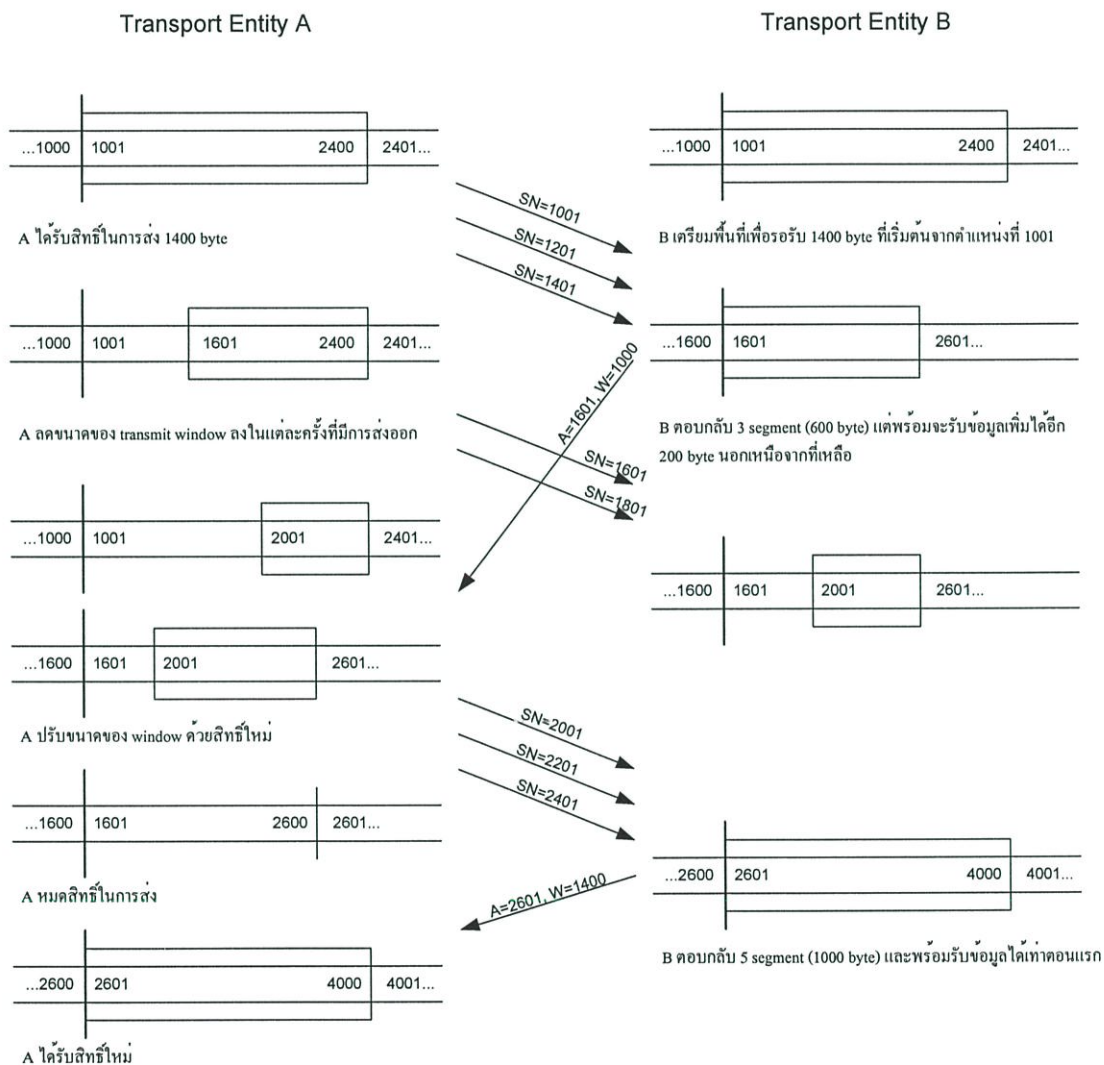 Transport Entity A
Transport Entity B
...1000 1001 2400 2401...
A ได้รับสิทธิ์ในการส่ง 1400 byte
...1000 1001 2400 2401...
B เตรียมพื้นที่เพื่อรอรับ 1400 byte ที่เริ่มต้นจากตำแหน่งที่ 1001
SN=1001
SN=1201
SN=1401
...1000 1001 1601 2400 2401...
A ลดขนาดของ transmit window ลงในแต่ละครั้งที่มีการส่งออก
...1600 1601 2601...
B ตอบกลับ 3 segment (600 byte) แต่พร้อมจะรับข้อมูลเพิ่มได้อีก
200 byte นอกเหนือจากที่เหลือ
A=1601, W=1000
SN=1601
SN=1801
...1000 1001 2001 2401...
...1600 1601 2001 2601...
...1600 1601 2001 2601...
A ปรับขนาดของ window ด้วยสิทธิ์ใหม่
SN=2001
SN=2201
SN=2401
...1600 1601 2600 2601...
A หมดสิทธิ์ในการส่ง
...2600 2601 4000 4001...
B ตอบกลับ 5 segment (1000 byte) และพร้อมรับข้อมูลได้เท่าตอนแรก
A=2601, W=1400
...2600 2601 4000 4001...
A ได้รับสิทธิ์ใหม่